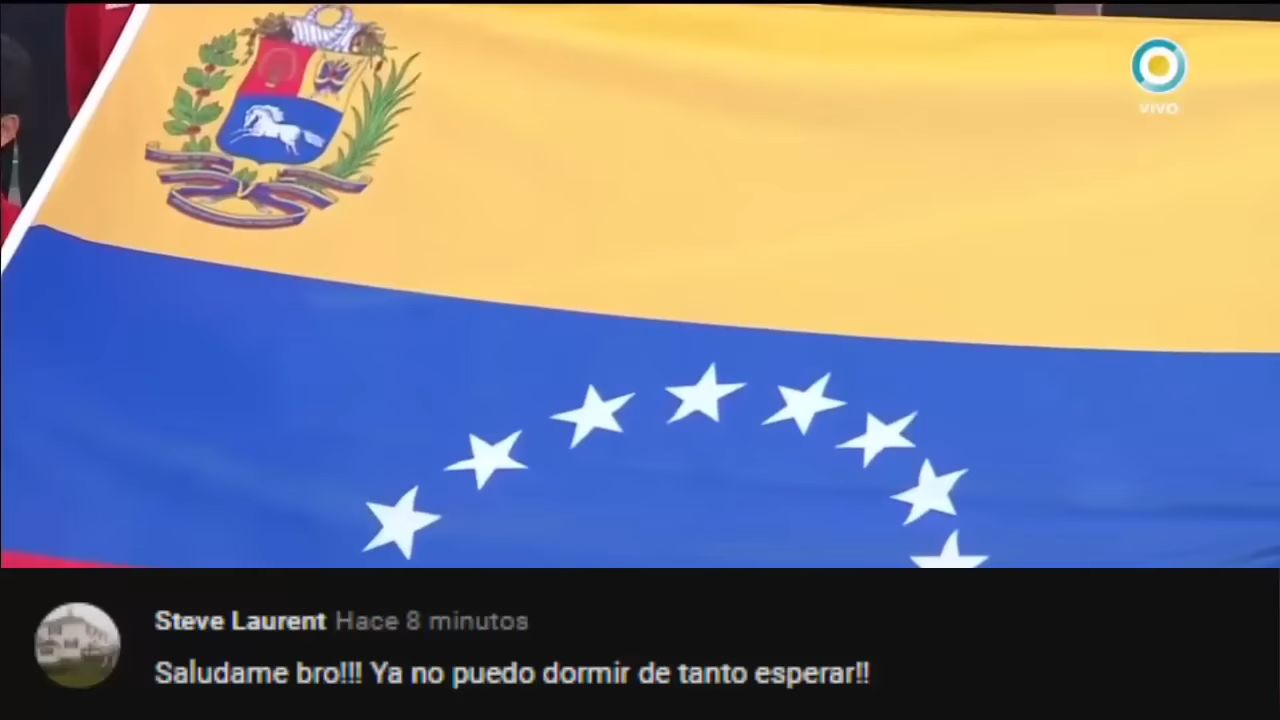 VIVO
Steve Laurent Hace 8 minutos
Saludame bro!!! Ya no puedo dormir de tanto esperar!!